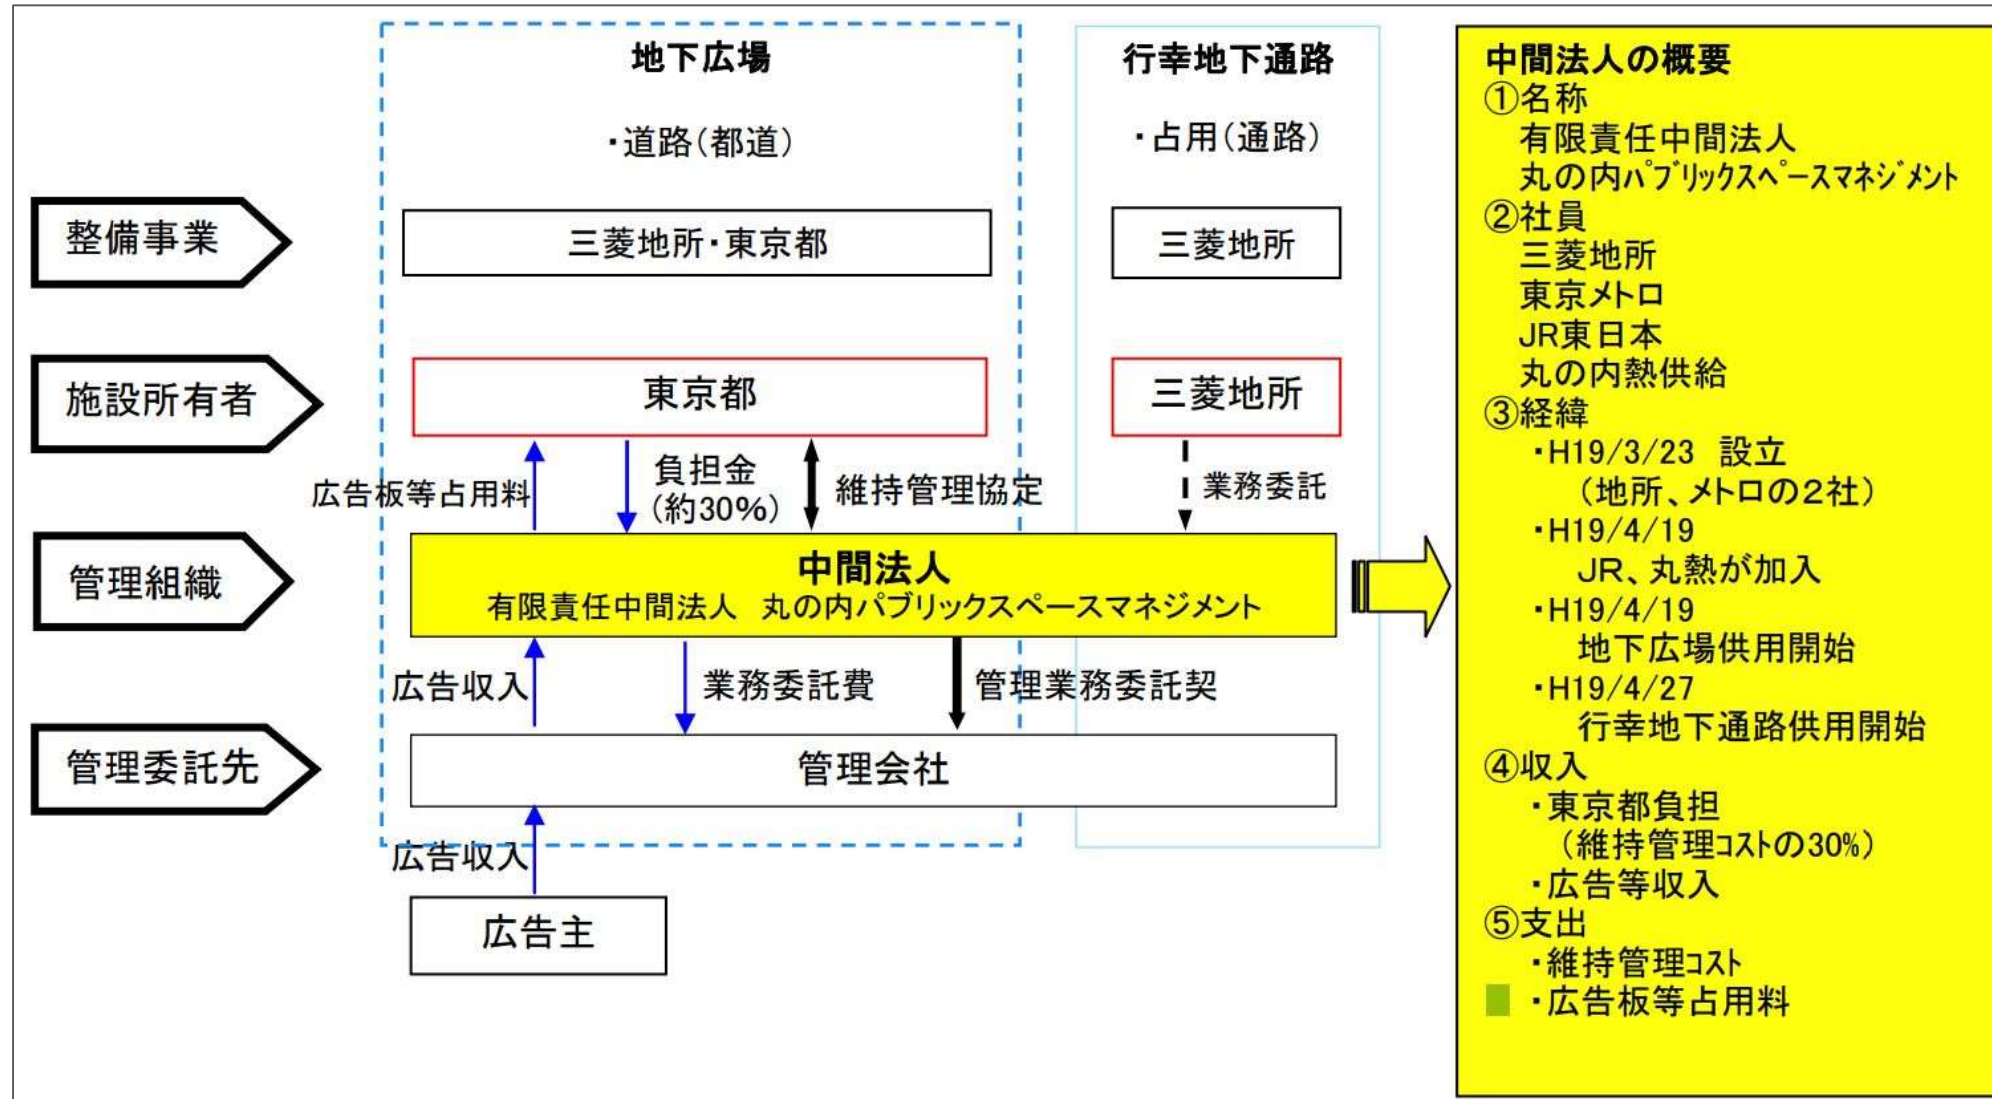 地下広場
・道路(都道)
行幸地下通路
・占用(通路)
整備事業
三菱地所・東京都
三菱地所
施設所有者
東京都
三菱地所
広告板等占用料
負担金
(約30%)
維持管理協定
業務委託
管理組織
中間法人
有限責任中間法人 丸の内パブリックスペースマネジメント
広告収入
業務委託費
管理業務委託契
管理委託先
管理会社
広告収入
広告主
中間法人の概要
①名称
有限責任中間法人
丸の内パブリックスペースマネジメント
②社員
三菱地所
東京メトロ
JR東日本
丸の内熱供給
③経緯
・H19/3/23 設立
(地所、メトロの2社)
・H19/4/19
JR、丸熱が加入
・H19/4/19
地下広場供用開始
・H19/4/27
行幸地下通路供用開始
④収入
・東京都負担
(維持管理コストの30%)
・広告等収入
⑤支出
・維持管理コスト
・広告板等占用料